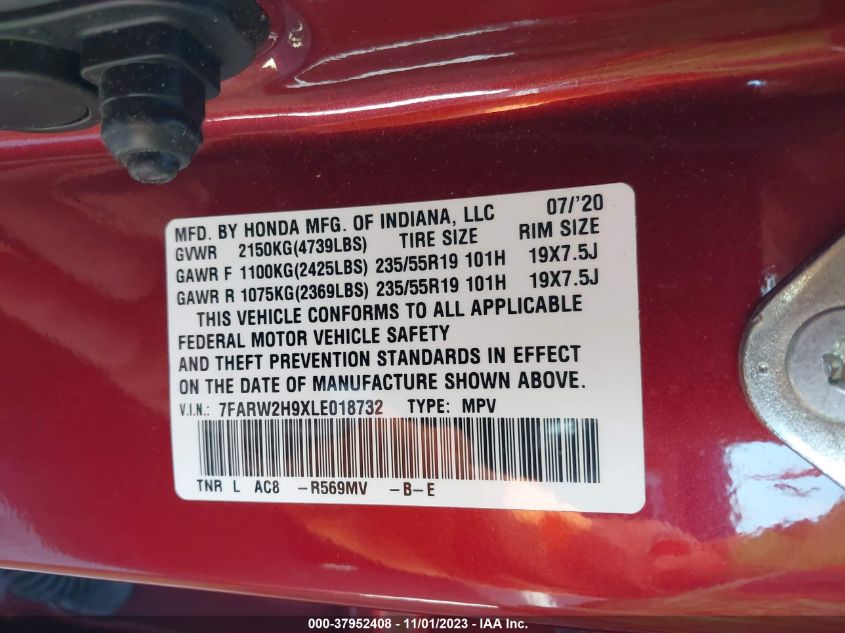 MFD. BY HONDA MFG. OF INDIANA, LLC 07/'20
GVWR 2150KG(4739LBS) TIRE SIZE RIM SIZE
GAWR F 1100KG(2425LBS) 235/55R19 101H 19X7.5J
GAWR R 1075KG(2369LBS) 235/55R19 101H 19X7.5J
THIS VEHICLE CONFORMS TO ALL APPLICABLE
FEDERAL MOTOR VEHICLE SAFETY
AND THEFT PREVENTION STANDARDS IN EFFECT
ON THE DATE OF MANUFACTURE SHOWN ABOVE.
V.I.N.: 7FARW2H9XLE018732 TYPE: MPV
TNR L AC8 -R569MV -B-E
000-37952408 - 11/01/2023 - IAA Inc.